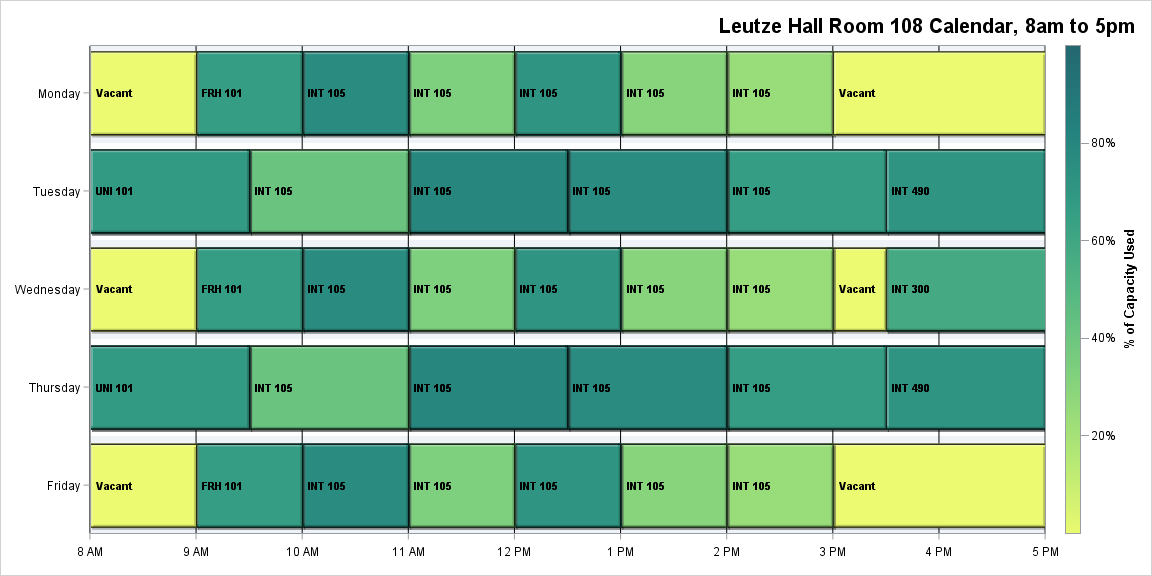 Leutze Hall Room 108 Calendar, 8am to 5pm
Monday
Vacant
FRH 101
INT 105
INT 105
INT 105
INT 105
INT 105
Vacant
Tuesday
UNI 101
INT 105
INT 105
INT 105
INT 105
INT 490
Wednesday
Vacant
FRH 101
INT 105
INT 105
INT 105
INT 105
INT 105
Vacant
INT 300
Thursday
UNI 101
INT 105
INT 105
INT 105
INT 105
INT 490
Friday
Vacant
FRH 101
INT 105
INT 105
INT 105
INT 105
INT 105
Vacant
8 AM
9 AM
10 AM
11 AM
12 PM
1 PM
2 PM
3 PM
4 PM
5 PM
80%
60%
40%
20%
% of Capacity Used